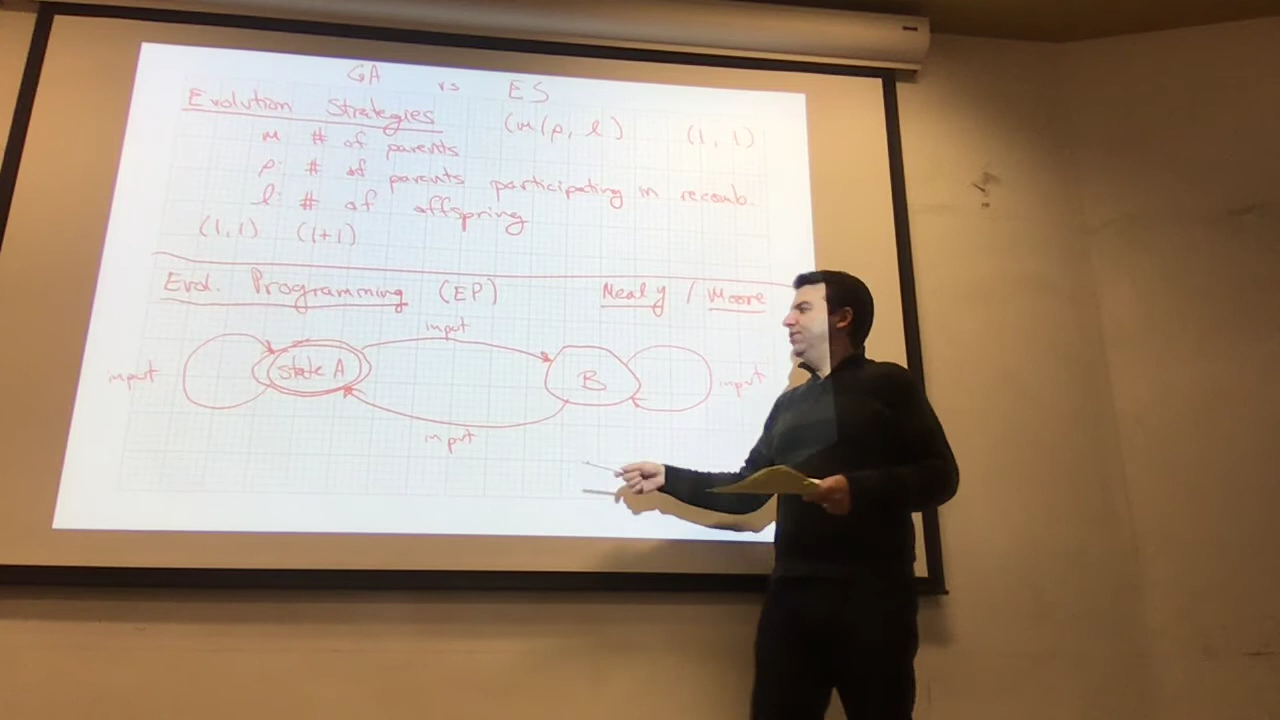 GA vs ES
Evolution Strategies (m/ρ, l) (1, 1)
m # of parents
ρ: # of parents participating in recomb.
l: # of offspring
(1,1) (1+1)
Evol. Programming (EP) Mealy / Moore
input
input state A B input
input